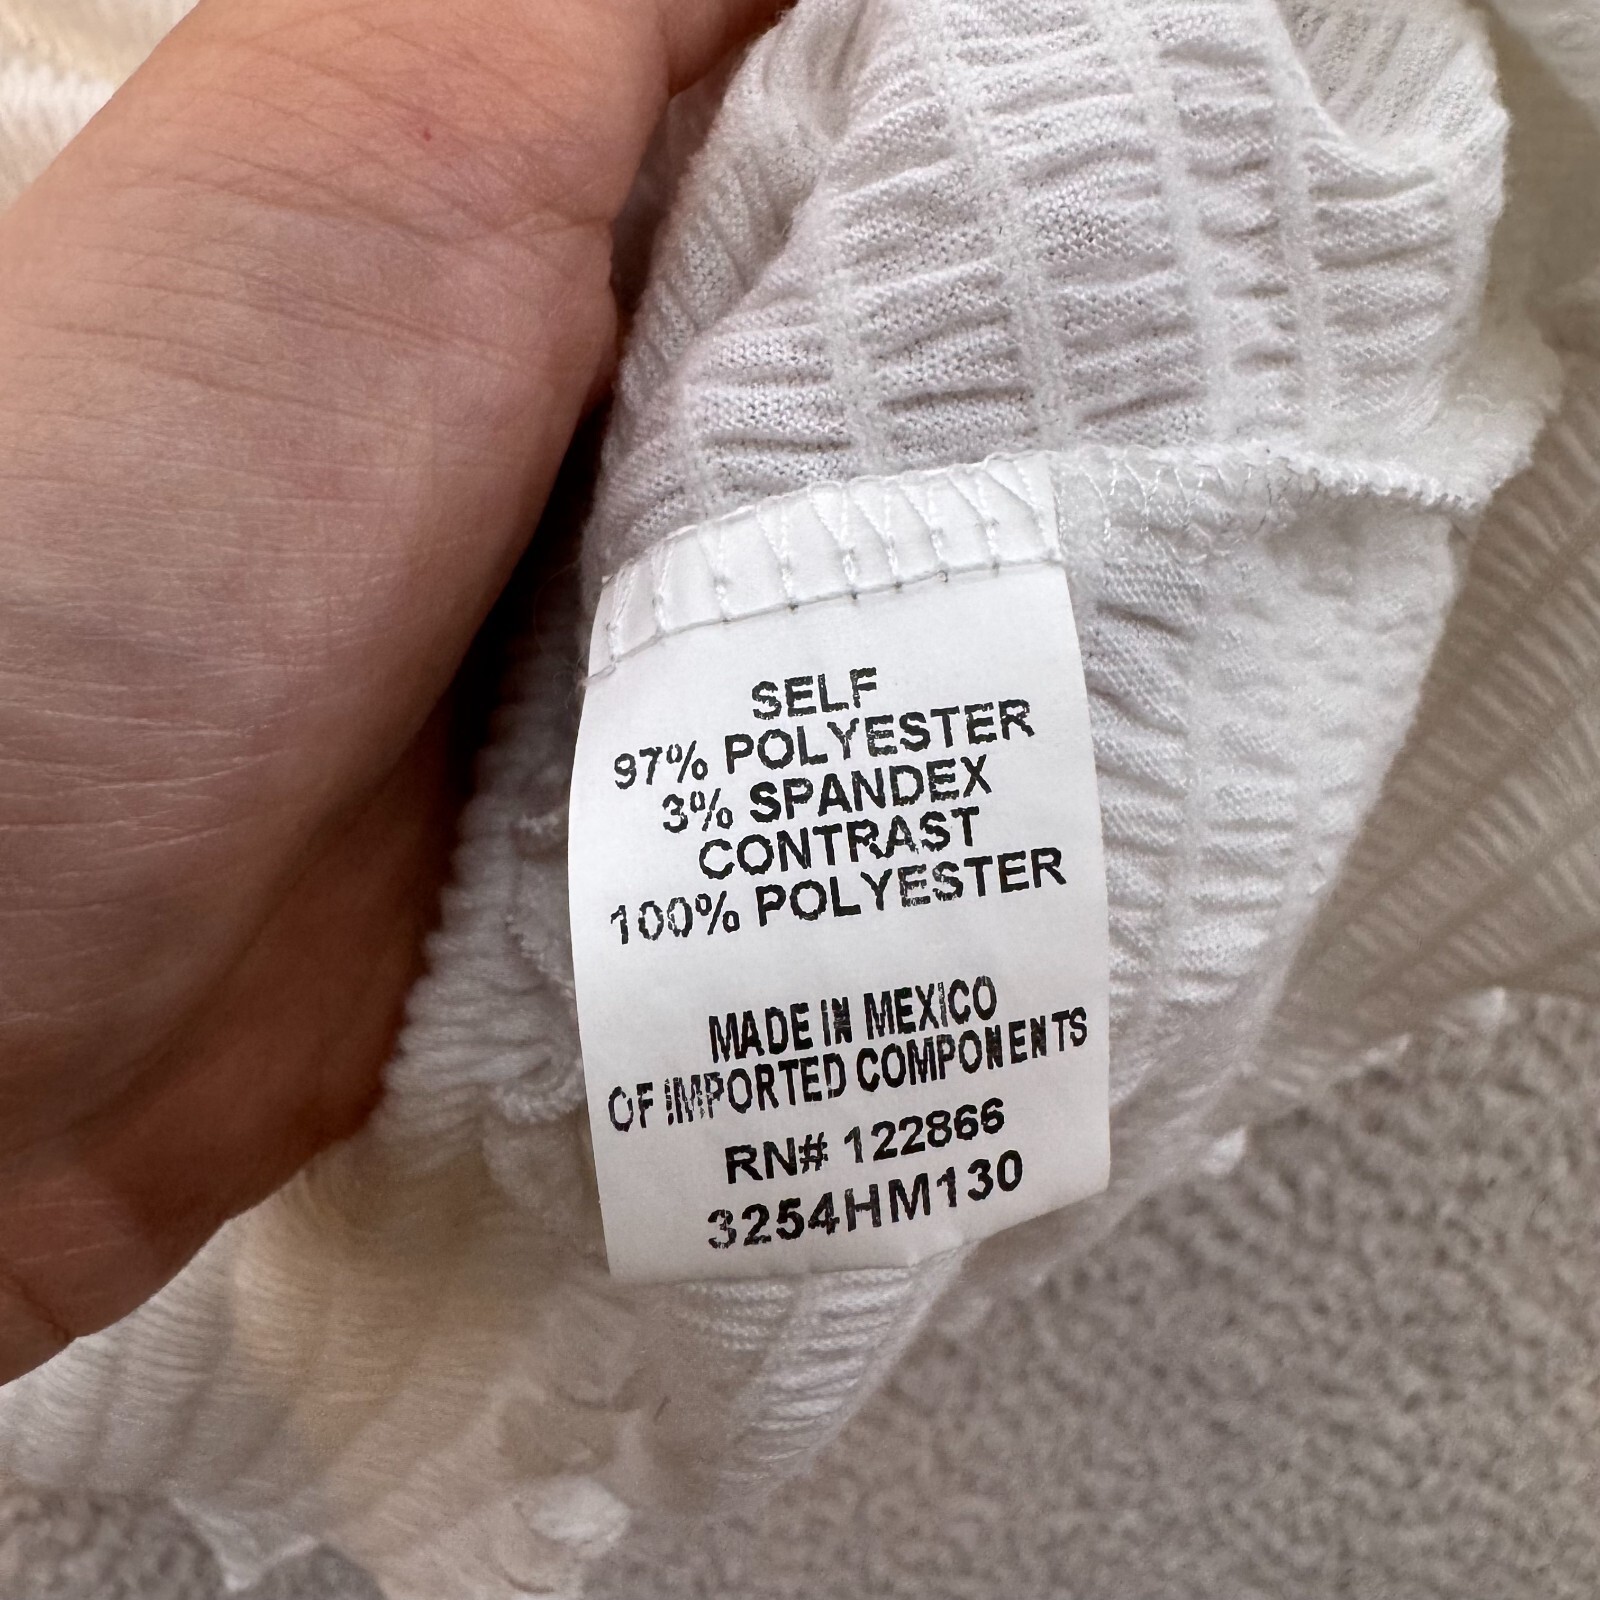 SELF
97% POLYESTER
3% SPANDEX
CONTRAST
100% POLYESTER
MADE IN MEXICO
OF IMPORTED COMPONENTS
RN# 122866
3254HM130